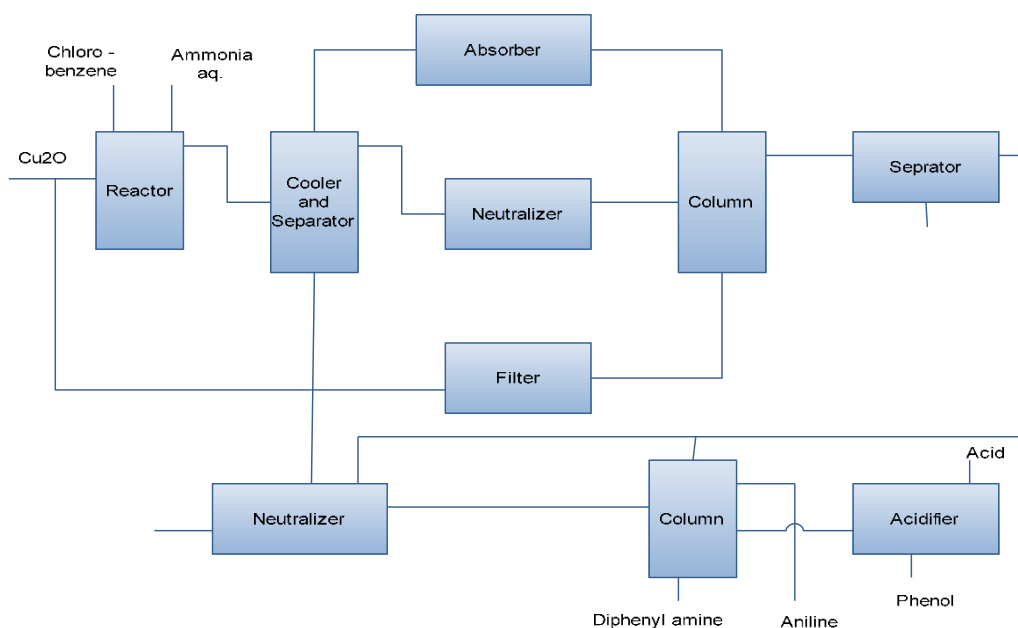 Chloro -
benzene
Ammonia
aq.
Absorber
Cu2O
Reactor
Cooler
and
Separator
Neutralizer
Column
Seprator
Filter
Neutralizer
Column
Acid
Acidifier
Diphenyl amine
Aniline
Phenol